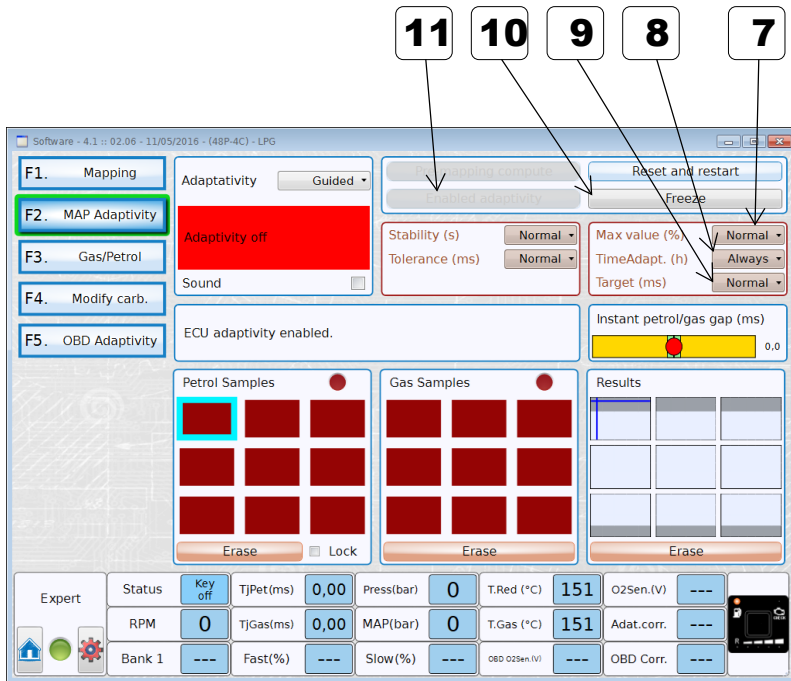 11 10 9 8 7
Software - 4.1 :: 02.06 - 11/05/2016 - (48P-4C) - LPG
F1. Mapping
F2. MAP Adaptivity
F3. Gas/Petrol
F4. Modify carb.
F5. OBD Adaptivity
Adaptativity Guided
Adaptivity off
Sound
mapping compute
Enabled adaptivity
Reset and restart
Freeze
Stability (s) Normal
Tolerance (ms) Normal
Max value (%) Normal
TimeAdapt. (h) Always
Target (ms) Normal
ECU adaptivity enabled.
Instant petrol/gas gap (ms)
0,0
Petrol Samples
Gas Samples
Results
Erase Lock
Erase
Erase
Expert
Status Key off TjPet(ms) 0,00 Press(bar) 0 T.Red (°C) 151 O2Sen.(V) ---
RPM 0 TjGas(ms) 0,00 MAP(bar) 0 T.Gas (°C) 151 Adat.corr. ---
Bank 1 --- Fast(%) --- Slow(%) --- OBD O2Sen.(V) --- OBD Corr. ---
CHECK
R